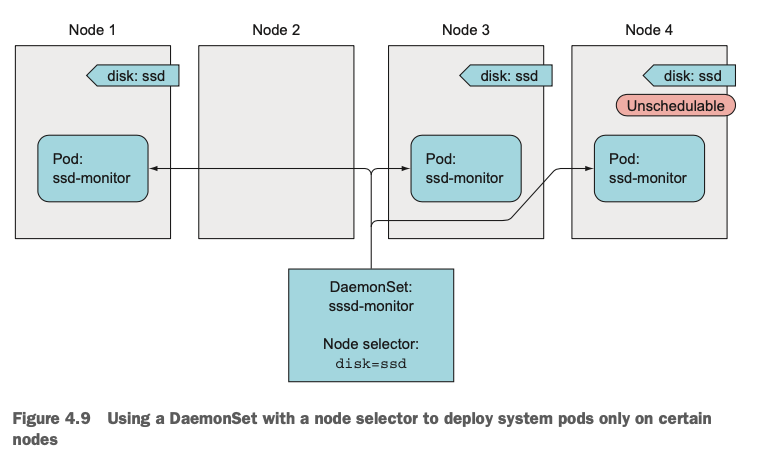 Node 1
Node 2
Node 3
Node 4
disk: ssd
disk: ssd
disk: ssd
Unschedulable
Pod:
ssd-monitor
Pod:
ssd-monitor
Pod:
ssd-monitor
DaemonSet:
sssd-monitor
Node selector:
disk=ssd
Figure 4.9 Using a DaemonSet with a node selector to deploy system pods only on certain
nodes